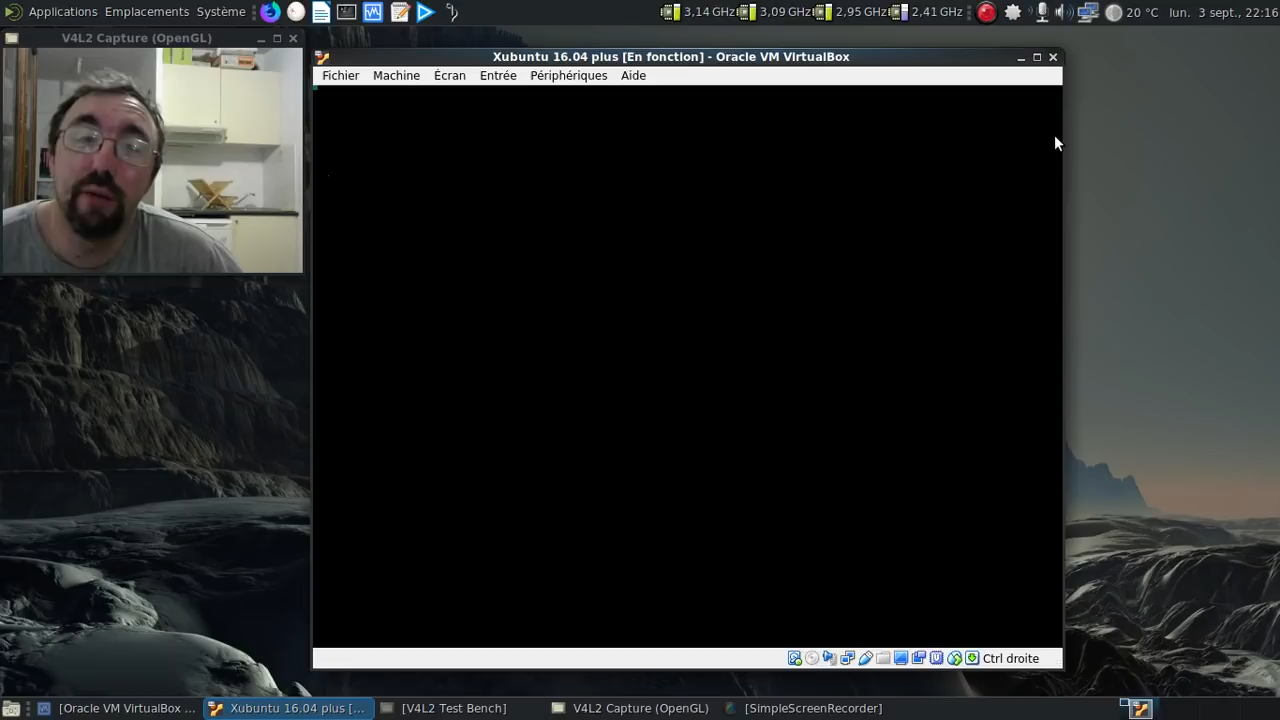 Applications Emplacements Système 3,14 GHz 3,09 GHz 2,95 GHz 2,41 GHz 20 °C lun. 3 sept., 22:16
V4L2 Capture (OpenGL)
Xubuntu 16.04 plus [En fonction] - Oracle VM VirtualBox
Fichier Machine Écran Entrée Périphériques Aide
Ctrl droite
[Oracle VM VirtualBox ... Xubuntu 16.04 plus [... [V4L2 Test Bench] V4L2 Capture (OpenGL) [SimpleScreenRecorder]